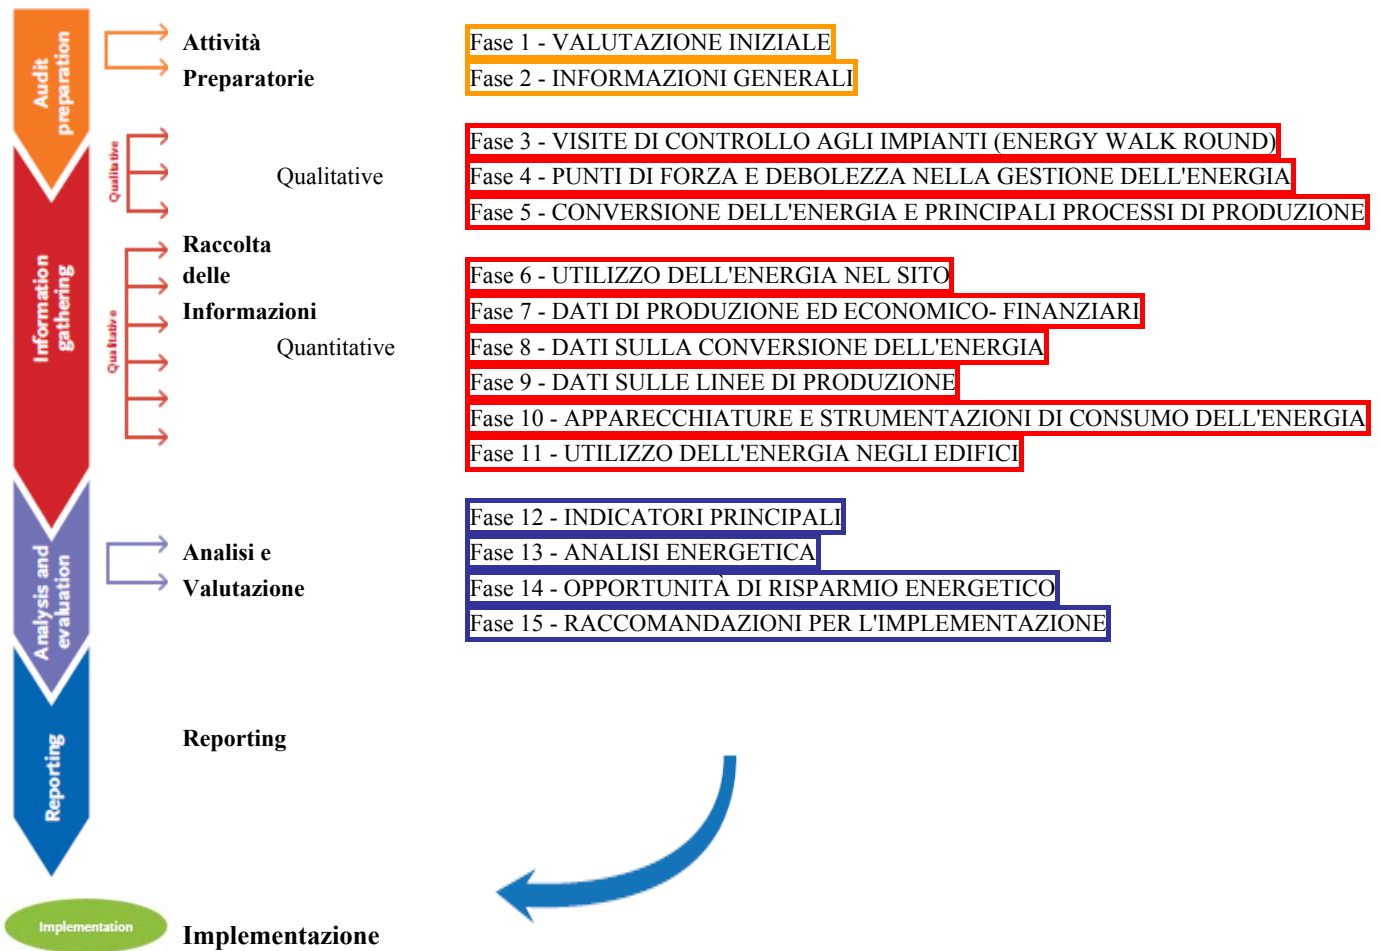 Audit
preparation
Attività
Preparatorie
Fase 1 - VALUTAZIONE INIZIALE
Fase 2 - INFORMAZIONI GENERALI
Information
gathering
Qualitative
Qualitative
Fase 3 - VISITE DI CONTROLLO AGLI IMPIANTI (ENERGY WALK ROUND)
Fase 4 - PUNTI DI FORZA E DEBOLEZZA NELLA GESTIONE DELL'ENERGIA
Fase 5 - CONVERSIONE DELL'ENERGIA E PRINCIPALI PROCESSI DI PRODUZIONE
Raccolta
delle
Informazioni
Qualitative
Quantitative
Fase 6 - UTILIZZO DELL'ENERGIA NEL SITO
Fase 7 - DATI DI PRODUZIONE ED ECONOMICO- FINANZIARI
Fase 8 - DATI SULLA CONVERSIONE DELL'ENERGIA
Fase 9 - DATI SULLE LINEE DI PRODUZIONE
Fase 10 - APPARECCHIATURE E STRUMENTAZIONI DI CONSUMO DELL'ENERGIA
Fase 11 - UTILIZZO DELL'ENERGIA NEGLI EDIFICI
Analysis and
evaluation
Analisi e
Valutazione
Fase 12 - INDICATORI PRINCIPALI
Fase 13 - ANALISI ENERGETICA
Fase 14 - OPPORTUNITÀ DI RISPARMIO ENERGETICO
Fase 15 - RACCOMANDAZIONI PER L'IMPLEMENTAZIONE
Reporting
Reporting
Implementation
Implementazione